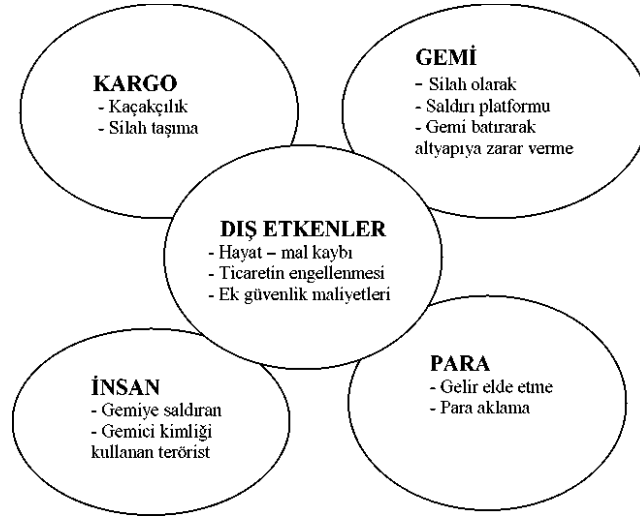 KARGO
- Kaçakçılık
- Silah taşıma
GEMİ
– Silah olarak
- Saldırı platformu
- Gemi batırarak
altyapıya zarar verme
DIŞ ETKENLER
- Hayat – mal kaybı
- Ticaretin engellenmesi
- Ek güvenlik maliyetleri
İNSAN
- Gemiye saldıran
- Gemici kimliği
kullanan terörist
PARA
- Gelir elde etme
- Para aklama